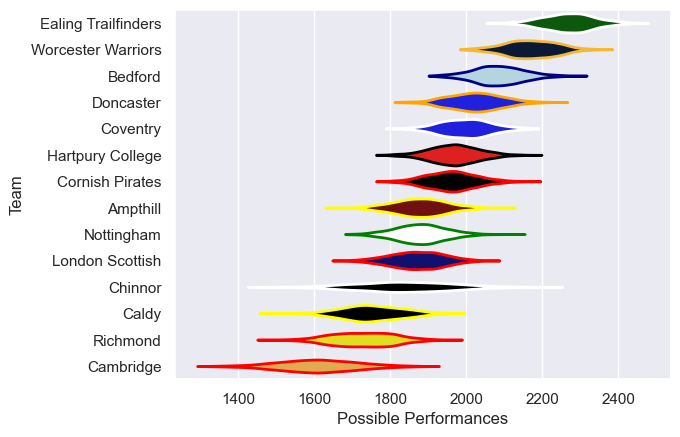 Ealing Trailfinders
Worcester Warriors
Bedford
Doncaster
Coventry
Hartpury College
Cornish Pirates
Ampthill
Nottingham
London Scottish
Chinnor
Caldy
Richmond
Cambridge
Team
1400 1600 1800 2000 2200 2400
Possible Performances